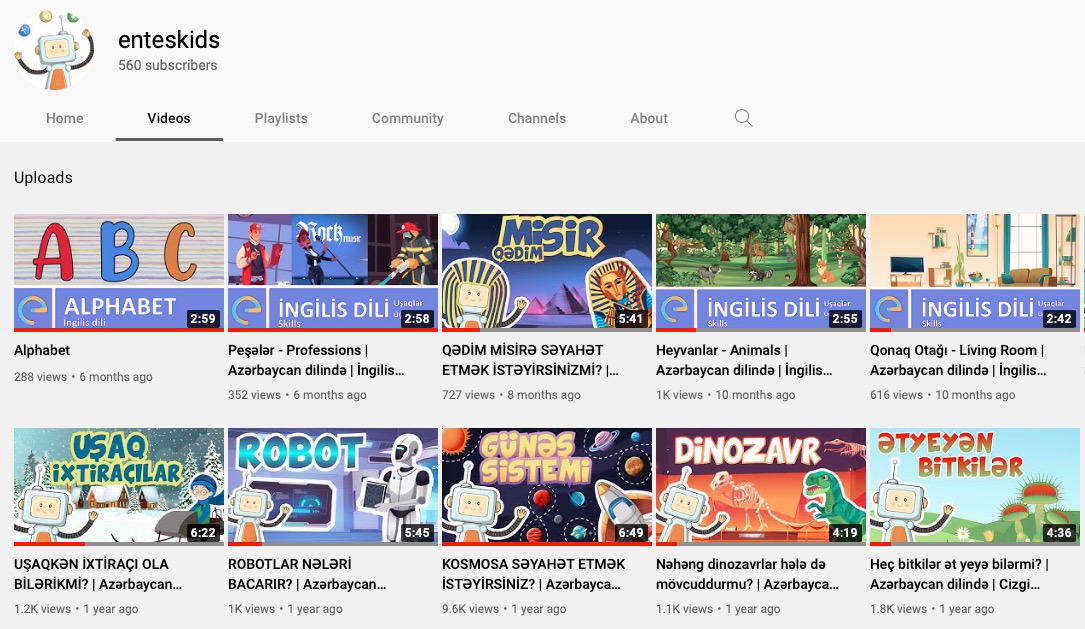 enteskids
560 subscribers
Home Videos Playlists Community Channels About
Uploads
A B C
ALPHABET
İngilis dili
2:59
Rock
music
İNGİLİS DİLİ
Skills
Uşaqlar
2:58
MİSİR
QƏDİM
5:41
İNGİLİS DİLİ
Skills
Uşaqlar
2:55
İNGİLİS DİLİ
Skills
Uşaqlar
2:42
Alphabet
288 views • 6 months ago
Peşələr - Professions |
Azərbaycan dilində | İngilis...
352 views • 6 months ago
QƏDİM MİSİRƏ SƏYAHƏT
ETMƏK İSTƏYİRSİNİZMİ? |...
727 views • 8 months ago
Heyvanlar - Animals |
Azərbaycan dilində | İngilis...
1K views • 10 months ago
Qonaq Otağı - Living Room |
Azərbaycan dilində | İngilis...
616 views • 10 months ago
UŞAQ
İXTİRAÇILAR
6:22
ROBOT
5:45
GÜNƏŞ
SİSTEMİ
6:49
DİNOZAVR
4:19
ƏTYEYƏN
BİTKİLƏR
4:36
UŞAQKƏN İXTİRAÇI OLA
BİLƏRİKMİ? | Azərbaycan...
1.2K views • 1 year ago
ROBOTLAR NƏLƏRİ
BACARIR? | Azərbaycan...
1K views • 1 year ago
KOSMOSA SƏYAHƏT ETMƏK
İSTƏYİRSİNİZ? | Azərbayca...
9.6K views • 1 year ago
Nəhəng dinozavrlar hələ də
mövcuddurmu? | Azərbayca...
1.1K views • 1 year ago
Heç bitkilər ət yeyə bilərmi? |
Azərbaycan dilində | Cizgi...
1.8K views • 1 year ago